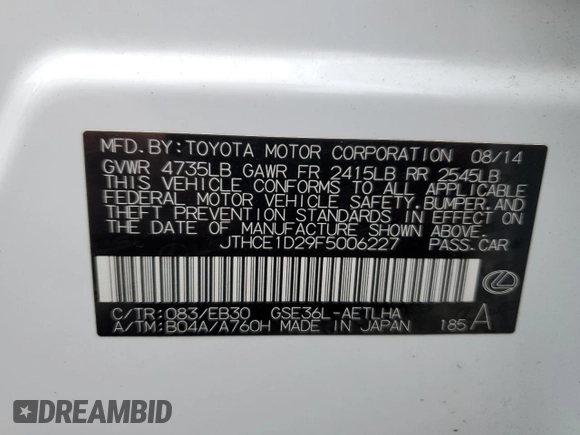 MFD. BY: TOYOTA MOTOR CORPORATION 08/14
GVWR 4735LB GAWR FR 2415LB RR 2545LB
THIS VEHICLE CONFORMS TO ALL APPLICABLE
FEDERAL MOTOR VEHICLE SAFETY, BUMPER, AND
THEFT PREVENTION STANDARDS IN EFFECT ON
THE DATE OF MANUFACTURE SHOWN ABOVE.
JTHCE1D29F5006227 PASS. CAR
C/TR: 083/EB30 GSE36L-AETLHA
A/TM: B04A/A760H MADE IN JAPAN 185 A
DREAMBID